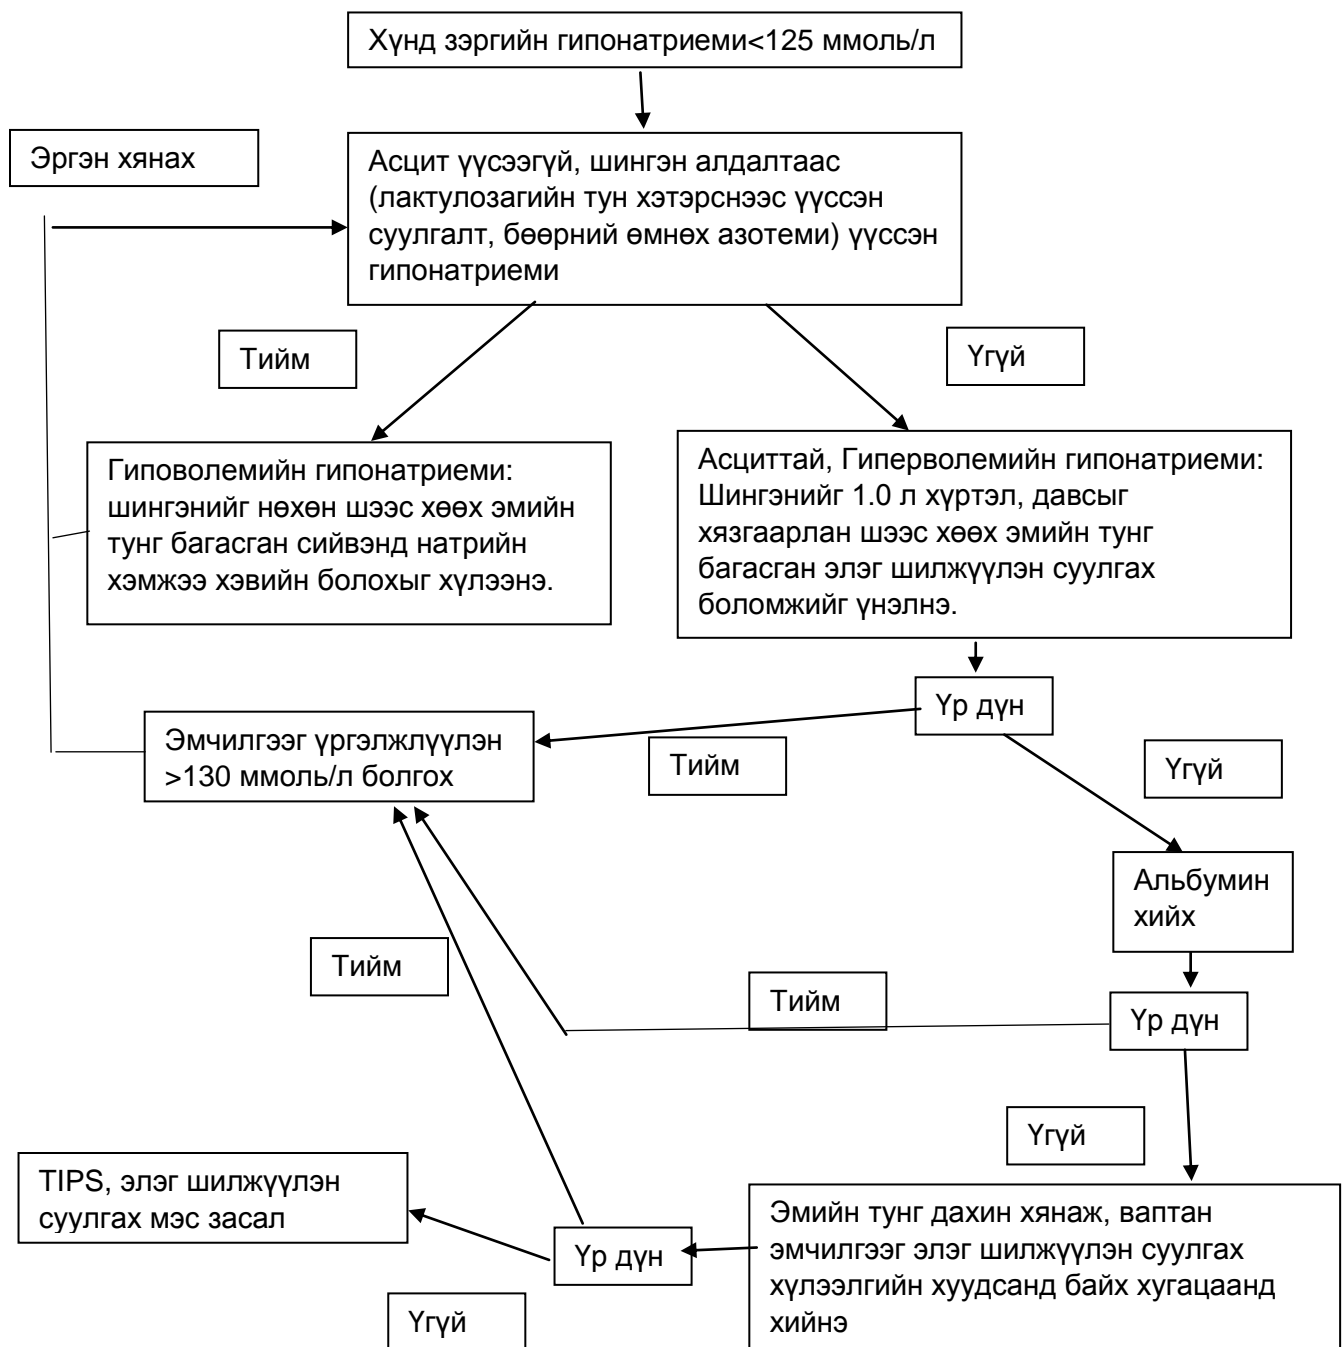 Хүнд зэргийн гипонатриеми<125 ммоль/л
Эргэн хянах
Асцит үүсээгүй, шингэн алдалтаас
(лактулозагийн тун хэтэрснээс үүссэн
суулгалт, бөөрний өмнөх азотеми) үүссэн
гипонатриеми
Тийм
Үгүй
Гиповолемийн гипонатриеми:
шингэнийг нөхөн шээс хөөх эмийн
тунг багасган сийвэнд натрийн
хэмжээ хэвийн болохыг хүлээнэ.
Асциттай, Гиперволемийн гипонатриеми:
Шингэнийг 1.0 л хүртэл, давсыг
хязгаарлан шээс хөөх эмийн тунг
багасган элэг шилжүүлэн суулгах
боломжийг үнэлнэ.
Үр дүн
Эмчилгээг үргэлжлүүлэн
>130 ммоль/л болгох
Тийм
Үгүй
Альбумин
хийх
Тийм
Тийм
Үр дүн
Үгүй
TIPS, элэг шилжүүлэн
суулгах мэс засал
Эмийн тунг дахин хянаж, ваптан
эмчилгээг элэг шилжүүлэн суулгах
хүлээлгийн хуудсанд байх хугацаанд
хийнэ
Үр дүн
Үгүй